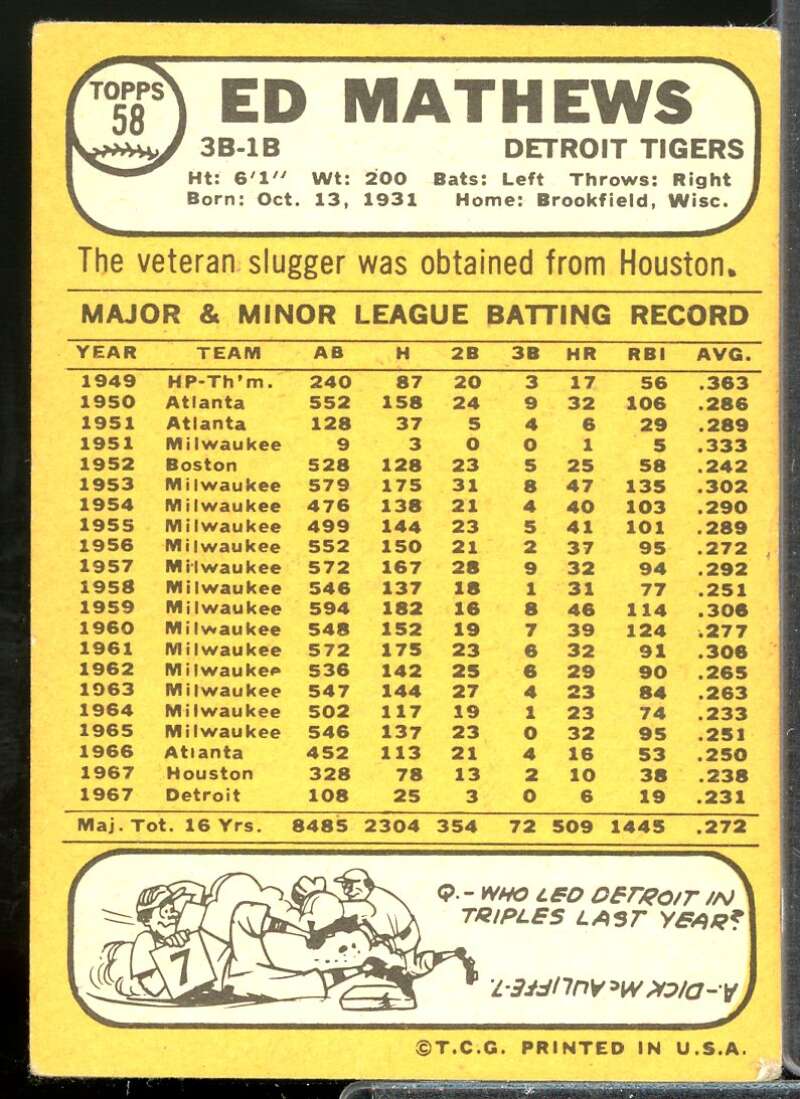 TOPPS
58
ED MATHEWS
3B-1B DETROIT TIGERS
Ht: 6'1" Wt: 200 Bats: Left Throws: Right
Born: Oct. 13, 1931 Home: Brookfield, Wisc.
The veteran slugger was obtained from Houston.
MAJOR & MINOR LEAGUE BATTING RECORD
YEAR TEAM AB H 2B 3B HR RBI AVG.
1949 HP-Th'm. 240 87 20 3 17 56 .363
1950 Atlanta 552 158 24 9 32 106 .286
1951 Atlanta 128 37 5 4 6 29 .289
1951 Milwaukee 9 3 0 0 1 5 .333
1952 Boston 528 128 23 5 25 58 .242
1953 Milwaukee 579 175 31 8 47 135 .302
1954 Milwaukee 476 138 21 4 40 103 .290
1955 Milwaukee 499 144 23 5 41 101 .289
1956 Milwaukee 552 150 21 2 37 95 .272
1957 Milwaukee 572 167 28 9 32 94 .292
1958 Milwaukee 546 137 18 1 31 77 .251
1959 Milwaukee 594 182 16 8 46 114 .306
1960 Milwaukee 548 152 19 7 39 124 .277
1961 Milwaukee 572 175 23 6 32 91 .306
1962 Milwaukee 536 142 25 6 29 90 .265
1963 Milwaukee 547 144 27 4 23 84 .263
1964 Milwaukee 502 117 19 1 23 74 .233
1965 Milwaukee 546 137 23 0 32 95 .251
1966 Atlanta 452 113 21 4 16 53 .250
1967 Houston 328 78 13 2 10 38 .238
1967 Detroit 108 25 3 0 6 19 .231
Maj. Tot. 16 Yrs. 8485 2304 354 72 509 1445 .272
Q.-WHO LED DETROIT IN
TRIPLES LAST YEAR?
7
A.-DICK McAULIFFE-7.
©T.C.G. PRINTED IN U.S.A.